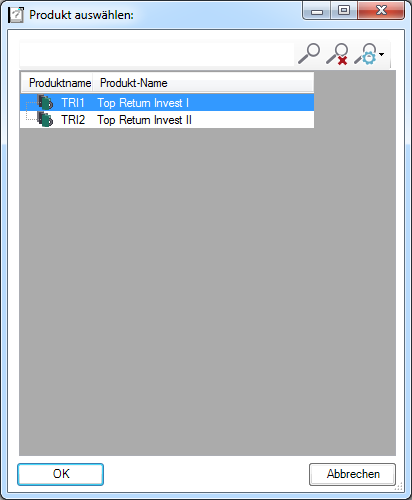 Produkt auswählen:
Produktname Produkt-Name
TRI1 Top Return Invest I
TRI2 Top Return Invest II
OK Abbrechen